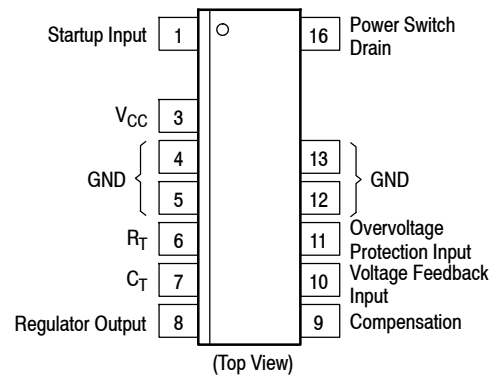 Startup Input 1 16 Power Switch
Drain
VCC 3
4 13
GND GND
5 12
RT 6 11 Overvoltage
Protection Input
CT 7 10 Voltage Feedback
Input
Regulator Output 8 9 Compensation
(Top View)